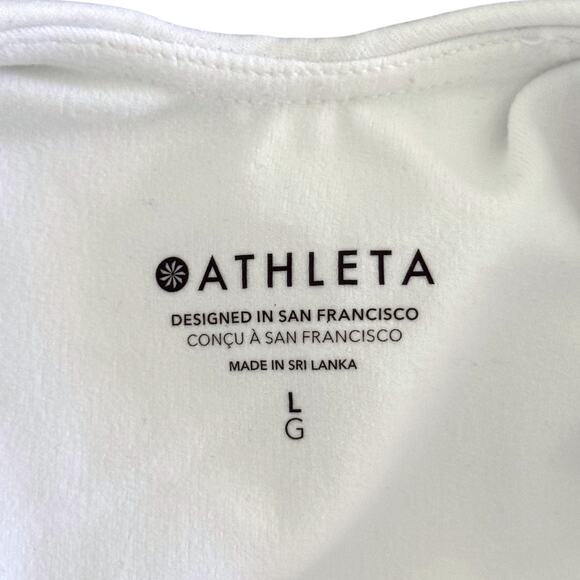 ATHLETA
DESIGNED IN SAN FRANCISCO
CONÇU À SAN FRANCISCO
MADE IN SRI LANKA
L
G